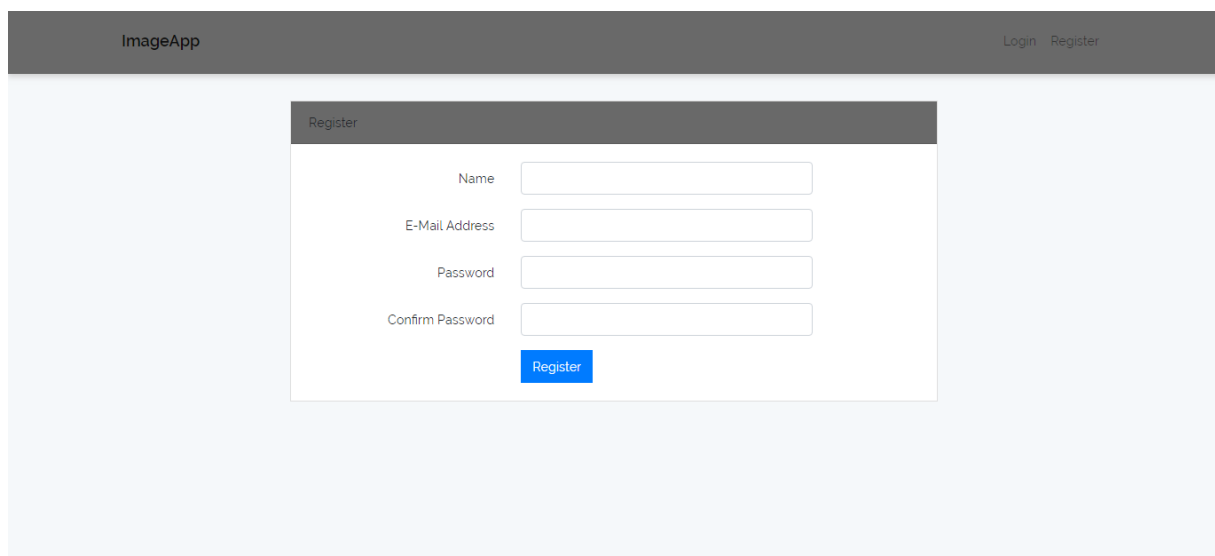 ImageApp Login Register
Register
Name
E-Mail Address
Password
Confirm Password
Register